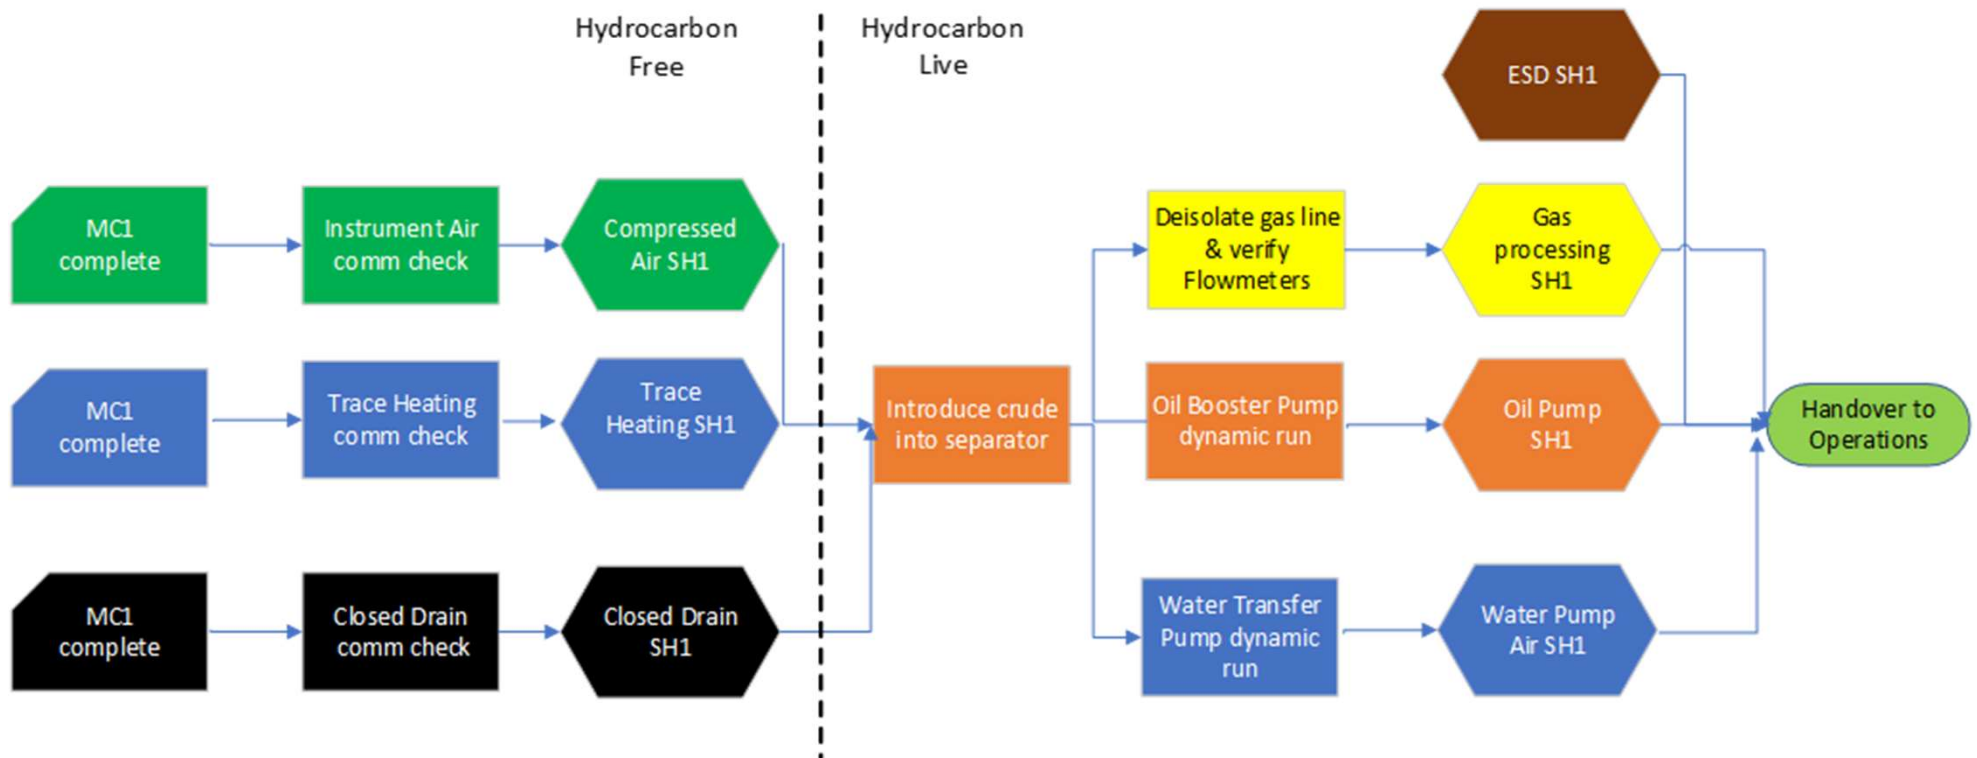 Hydrocarbon
Free
Hydrocarbon
Live
ESD SH1
MC1
complete
Instrument Air
comm check
Compressed
Air SH1
Deisolate gas line
& verify
Flowmeters
Gas
processing
SH1
MC1
complete
Trace Heating
comm check
Trace
Heating SH1
Introduce crude
into separator
Oil Booster Pump
dynamic run
Oil Pump
SH1
Handover to
Operations
MC1
complete
Closed Drain
comm check
Closed Drain
SH1
Water Transfer
Pump dynamic
run
Water Pump
Air SH1